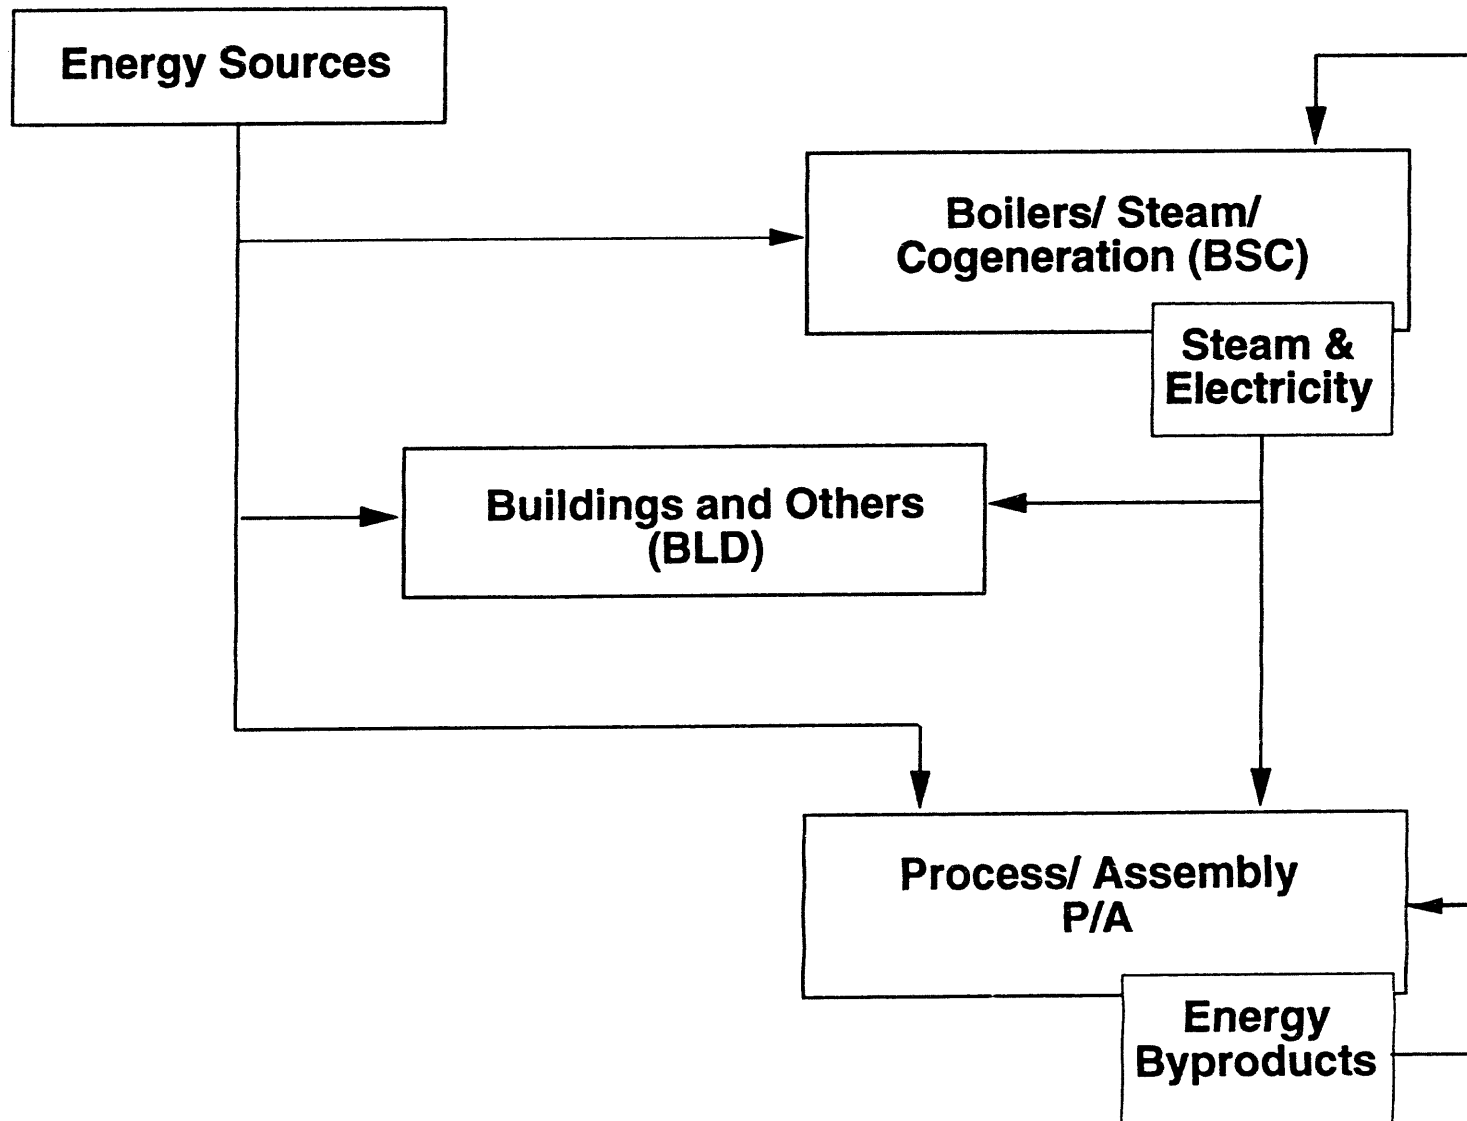 Energy Sources
Boilers/ Steam/
Cogeneration (BSC)
Steam &
Electricity
Buildings and Others
(BLD)
Process/ Assembly
P/A
Energy
Byproducts